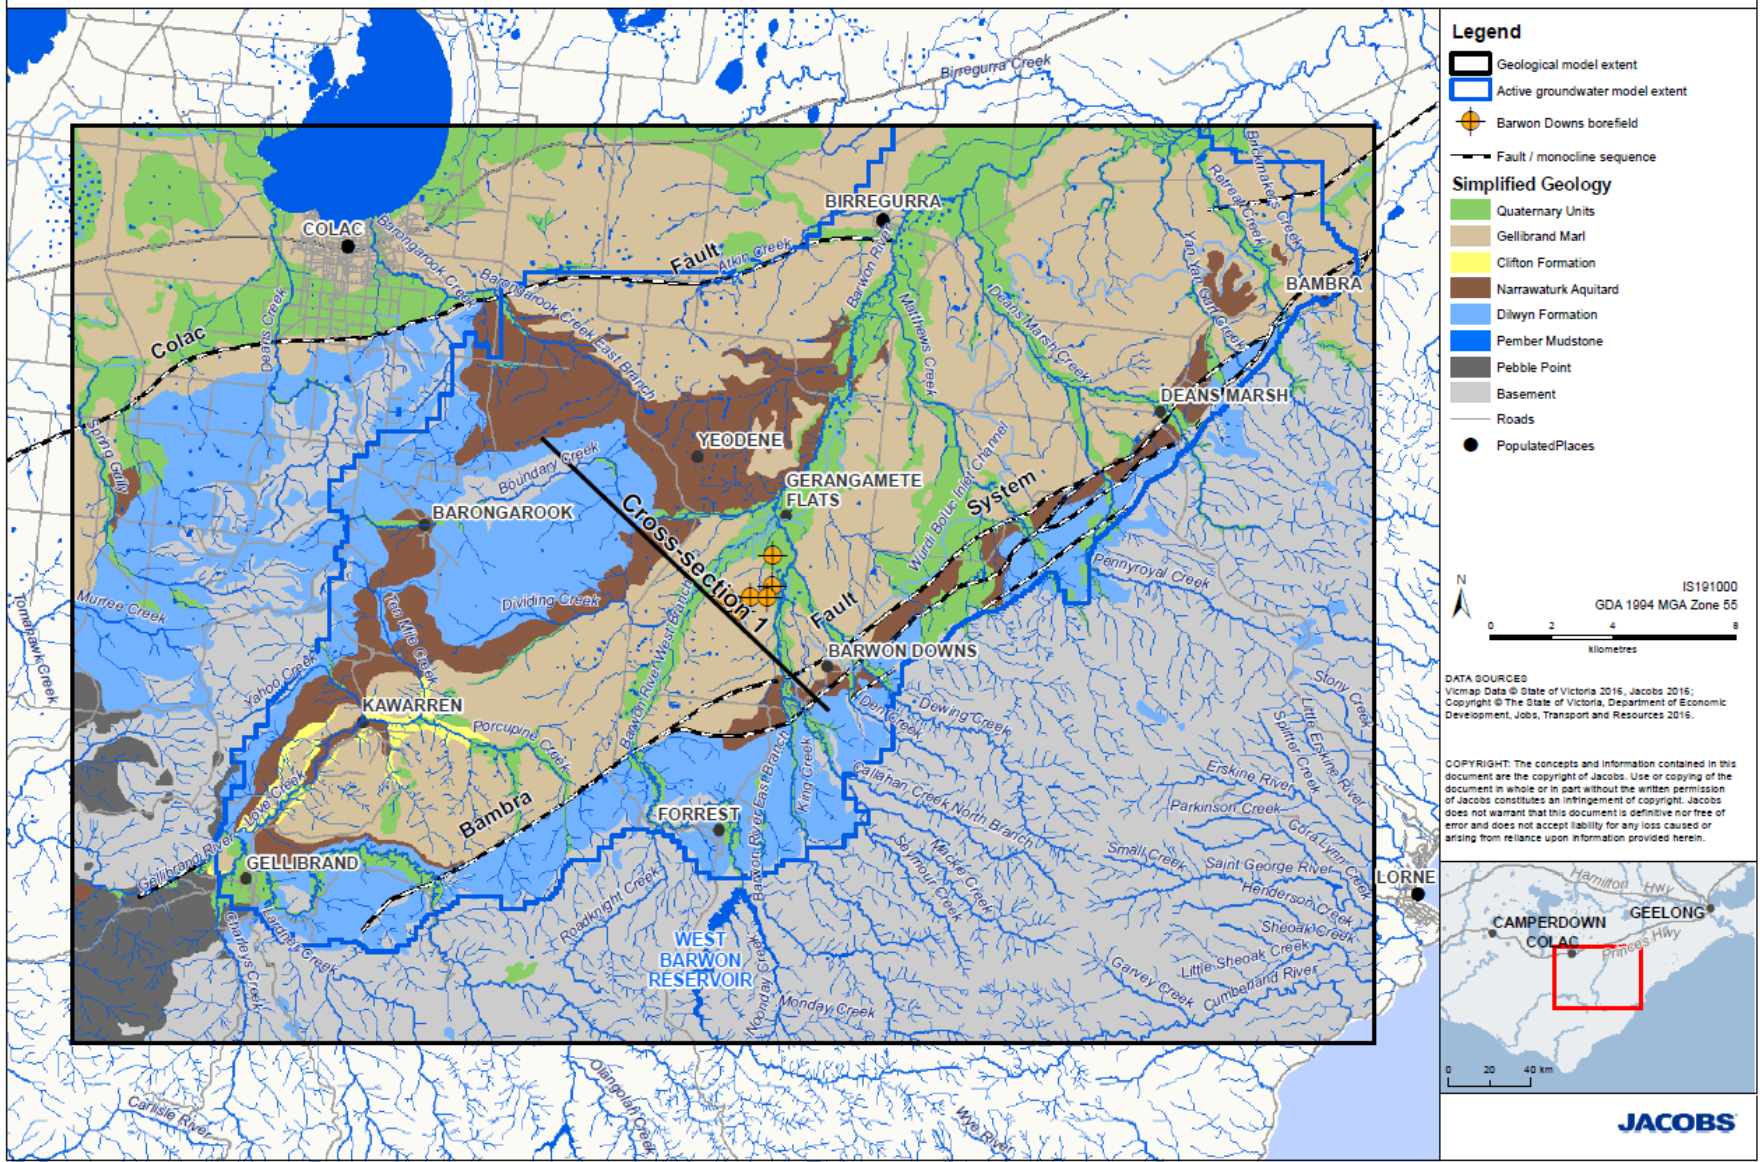 Birregurra Creek
Brickmakers Creek
Retreat Creek
BIRREGURRA
COLAC
Barongarook Creek
Fault
Atkin Creek
Barwon River
Yan Yan Gurt Creek
BAMBRA
Barongarook Creek East Branch
Matthews Creek
Deans Marsh Creek
Deans Creek
Colac
DEANS MARSH
Spring Gully
YEODENE
Boundary Creek
GERANGAMETE
FLATS
Wurdi Boluc Inlet Channel
System
BARONGAROOK
Cross-section 1
Pennyroyal Creek
Murree Creek
Tomahawk Creek
Ten Mile Creek
Dividing Creek
Fault
Barwon River West Branch
BARWON DOWNS
Yahoo Creek
KAWARREN
Porcupine Creek
Den Creek
Dewing Creek
Stony Creek
Little Erskine River
Splitter Creek
Love Creek
Bambra
King Creek
Barwon River East Branch
Callahan Creek North Branch
Erskine River
Parkinson Creek
Cora Lynn Creek
FORREST
Gellibrand River
GELLIBRAND
Mackie Creek
Seymour Creek
Small Creek
Saint George River
LORNE
Henderson Creek
Roadknight Creek
Charleys Creek
Lardner Creek
WEST
BARWON
RESERVOIR
Noonday Creek
Monday Creek
Sheoak Creek
Little Sheoak Creek
Garvey Creek
Cumberland River
Carlisle River
Olangolah Creek
Wye River
Legend
Geological model extent
Active groundwater model extent
Barwon Downs borefield
Fault / monocline sequence
Simplified Geology
Quaternary Units
Gellibrand Marl
Clifton Formation
Narrawaturk Aquitard
Dilwyn Formation
Pember Mudstone
Pebble Point
Basement
Roads
PopulatedPlaces
N
IS191000
GDA 1994 MGA Zone 55
0 2 4 8
kilometres
DATA SOURCES
Vicmap Data © State of Victoria 2016, Jacobs 2016;
Copyright © The State of Victoria, Department of Economic
Development, Jobs, Transport and Resources 2016.
COPYRIGHT: The concepts and information contained in this
document are the copyright of Jacobs. Use or copying of the
document in whole or in part without the written permission
of Jacobs constitutes an infringement of copyright. Jacobs
does not warrant that this document is definitive nor free of
error and does not accept liability for any loss caused or
arising from reliance upon information provided herein.
Hamilton Hwy
GEELONG
CAMPERDOWN
COLAC
Princes Hwy
0 20 40 km
JACOBS